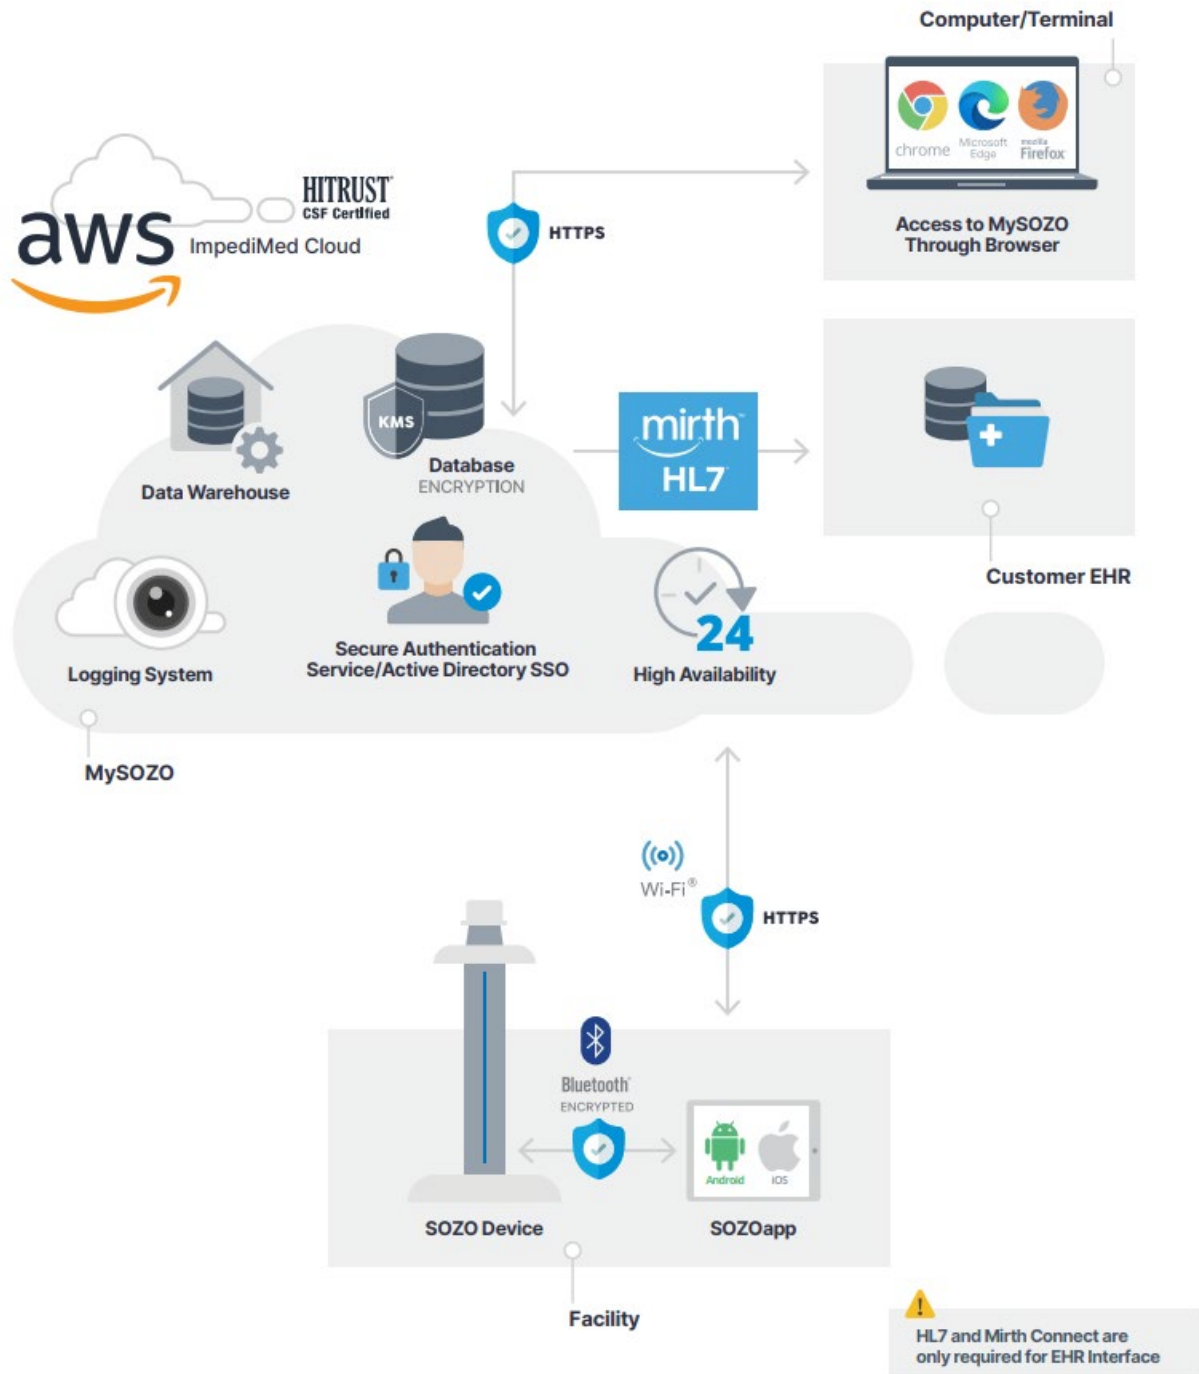 Computer/Terminal
chrome
Microsoft
Edge
mozilla
Firefox
Access to MySOZO
Through Browser
HITRUST
CSF Certified
aws
ImpediMed Cloud
HTTPS
KMS
Database
ENCRYPTION
Data Warehouse
mirth™
HL7
Customer EHR
Secure Authentication
Service/Active Directory SSO
24
High Availability
Logging System
MySOZO
Wi-Fi®
HTTPS
Bluetooth
ENCRYPTED
Android
iOS
SOZO Device
SOZOapp
Facility
!
HL7 and Mirth Connect are
only required for EHR Interface